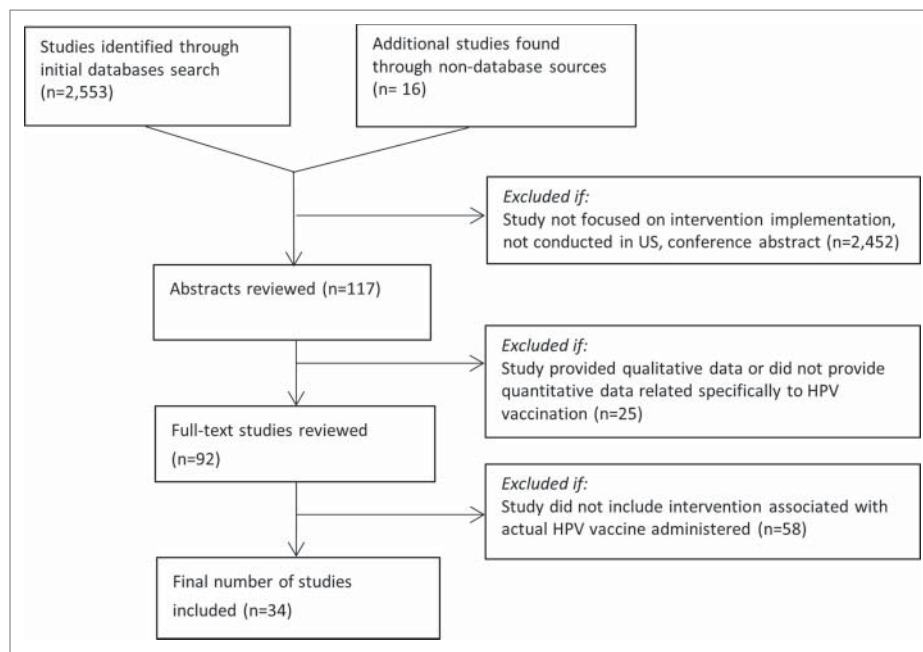 Studies identified through
initial databases search
(n=2,553)
Additional studies found
through non-database sources
(n= 16)
Excluded if:
Study not focused on intervention implementation,
not conducted in US, conference abstract (n=2,452)
Abstracts reviewed (n=117)
Excluded if:
Study provided qualitative data or did not provide
quantitative data related specifically to HPV
vaccination (n=25)
Full-text studies reviewed
(n=92)
Excluded if:
Study did not include intervention associated with
actual HPV vaccine administered (n=58)
Final number of studies
included (n=34)